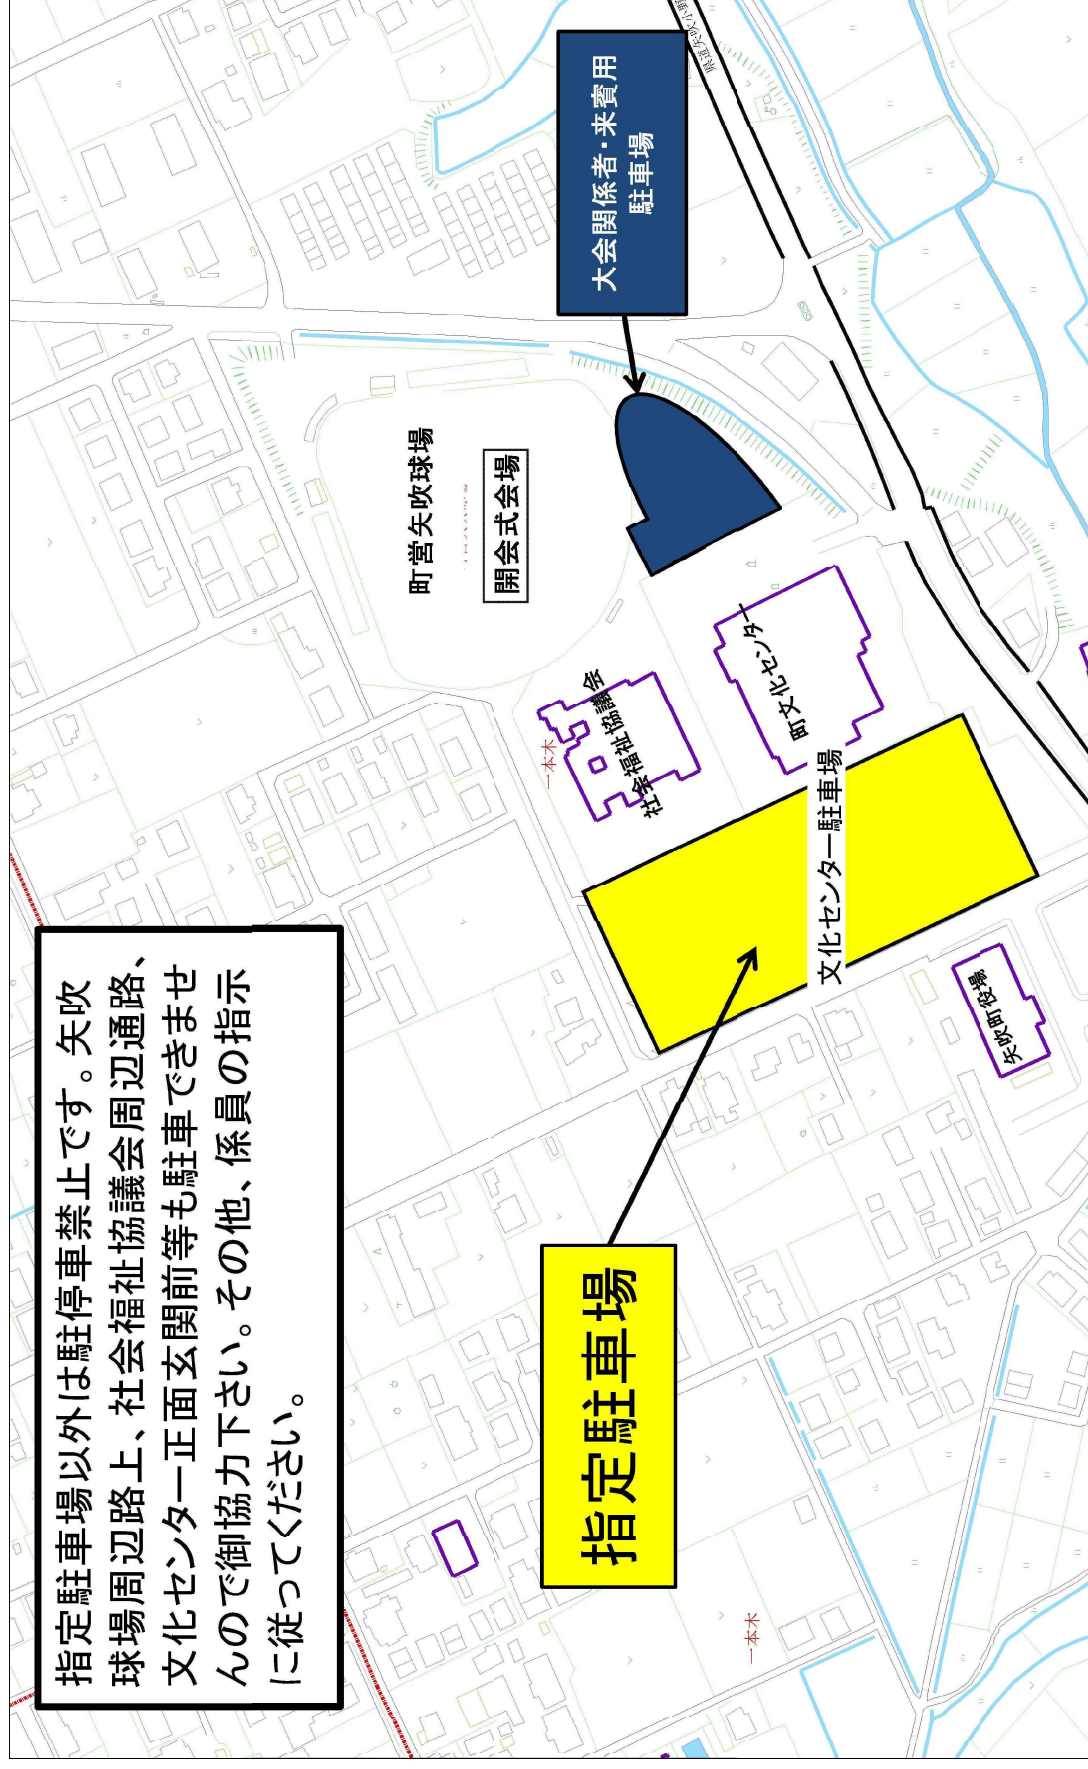 指定駐車場以外は駐停車禁止です。矢吹
球場周辺路上、社会福祉協議会周辺通路、
文化センター正面玄関前等も駐車できませ
んので御協力下さい。その他、係員の指示
に従ってください。
町営矢吹球場
開会式会場
大会関係者・来賓用
駐車場
県道矢吹小野
一本木
社会福祉協議会
町文化センター
文化センター駐車場
指定駐車場
矢吹町役場
一本木